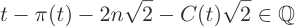 t − π(t) − 2n√2 − C(t)√2 ∈ ℚ